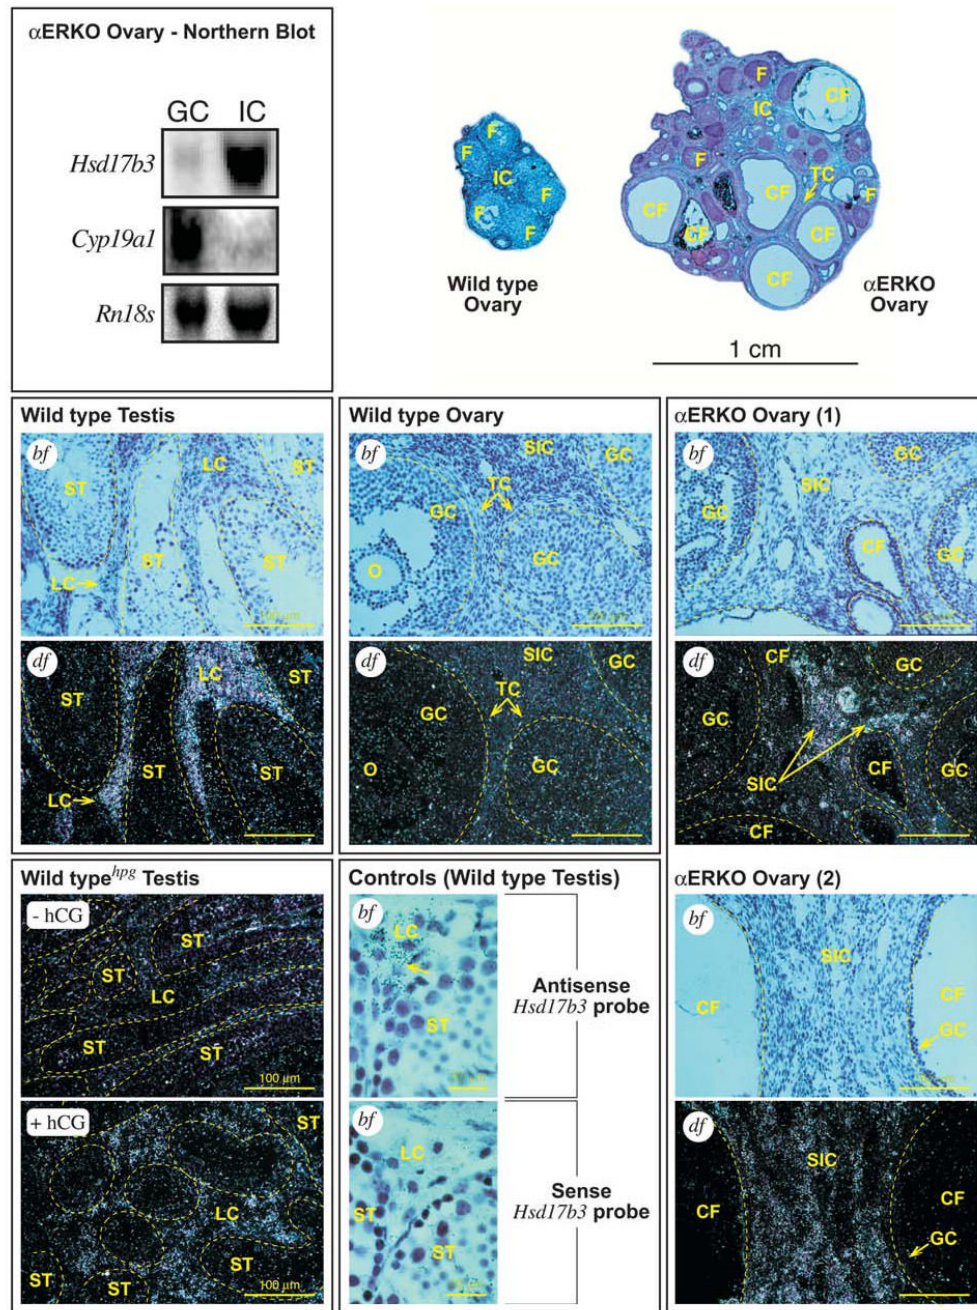 αERKO Ovary - Northern Blot
GC IC
Hsd17b3
Cyp19a1
Rn18s
F
F
IC
F
F
F
Wild type
Ovary
F
CF
IC
F
TC
F
CF
CF
CF
CF
CF
αERKO
Ovary
1 cm
Wild type Testis
bf
LC
ST
ST
ST
ST
LC
df
LC
ST
ST
ST
ST
LC
Wild type Ovary
bf
SIC
GC
TC
GC
GC
O
df
SIC
GC
TC
GC
GC
O
αERKO Ovary (1)
bf
GC
SIC
GC
CF
GC
df
CF
GC
GC
SIC
CF
GC
CF
Wild typehpg Testis
- hCG
ST
ST
LC
ST
ST
100 µm
+ hCG
ST
LC
ST
ST
ST
100 µm
Controls (Wild type Testis)
bf
LC
ST
Antisense
Hsd17b3 probe
bf
LC
ST
ST
Sense
Hsd17b3 probe
αERKO Ovary (2)
bf
SIC
CF
CF
GC
df
SIC
CF
CF
GC